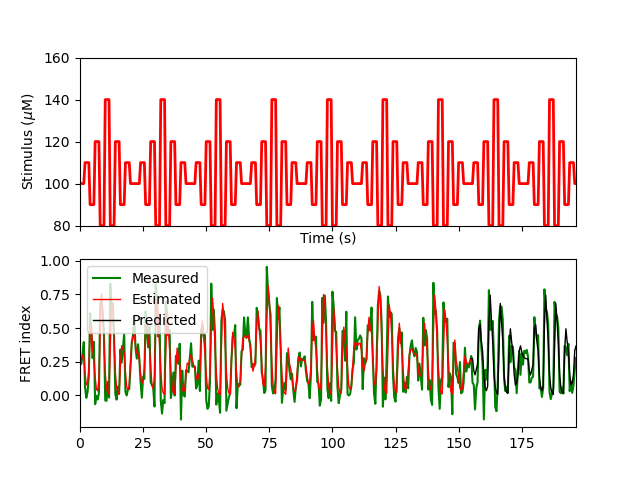 160
140
120
100
80
Stimulus (μM)
Time (s)
1.00
0.75
0.50
0.25
0.00
FRET index
Measured
Estimated
Predicted
0 25 50 75 100 125 150 175